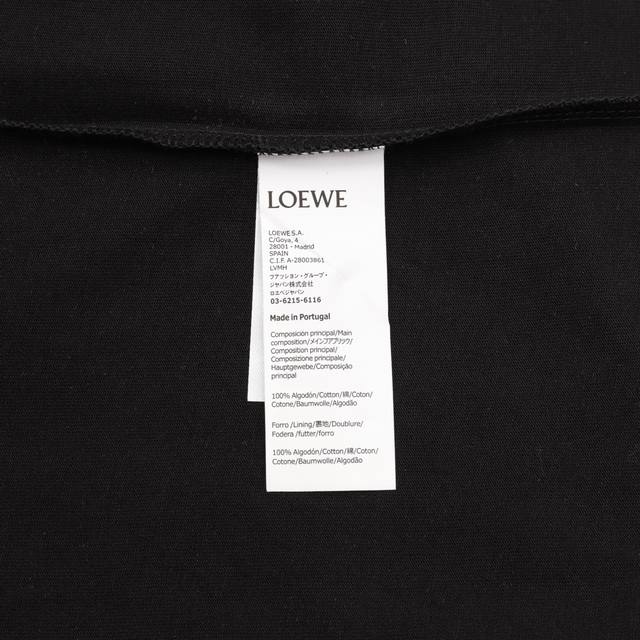 LOEWE
LOEWE S.A.
C/Goya, 4
28001 - Madrid
SPAIN
C.I.F. A-28003861
LVMH
ファッション・グループ・
ジャパン株式会社
ロエベジャパン
03-6215-6116
Made in Portugal
Composición principal/Main
composition/メインファブリック/
Composition principal/
Composizione principale/
Hauptgewebe/Composição
principal
100% Algodón/Cotton/綿/Coton/
Cotone/Baumwolle/Algodão
Forro /Lining/裏地/Doublure/
Fodera /futter/forro
100% Algodón/Cotton/綿/Coton/
Cotone/Baumwolle/Algodão